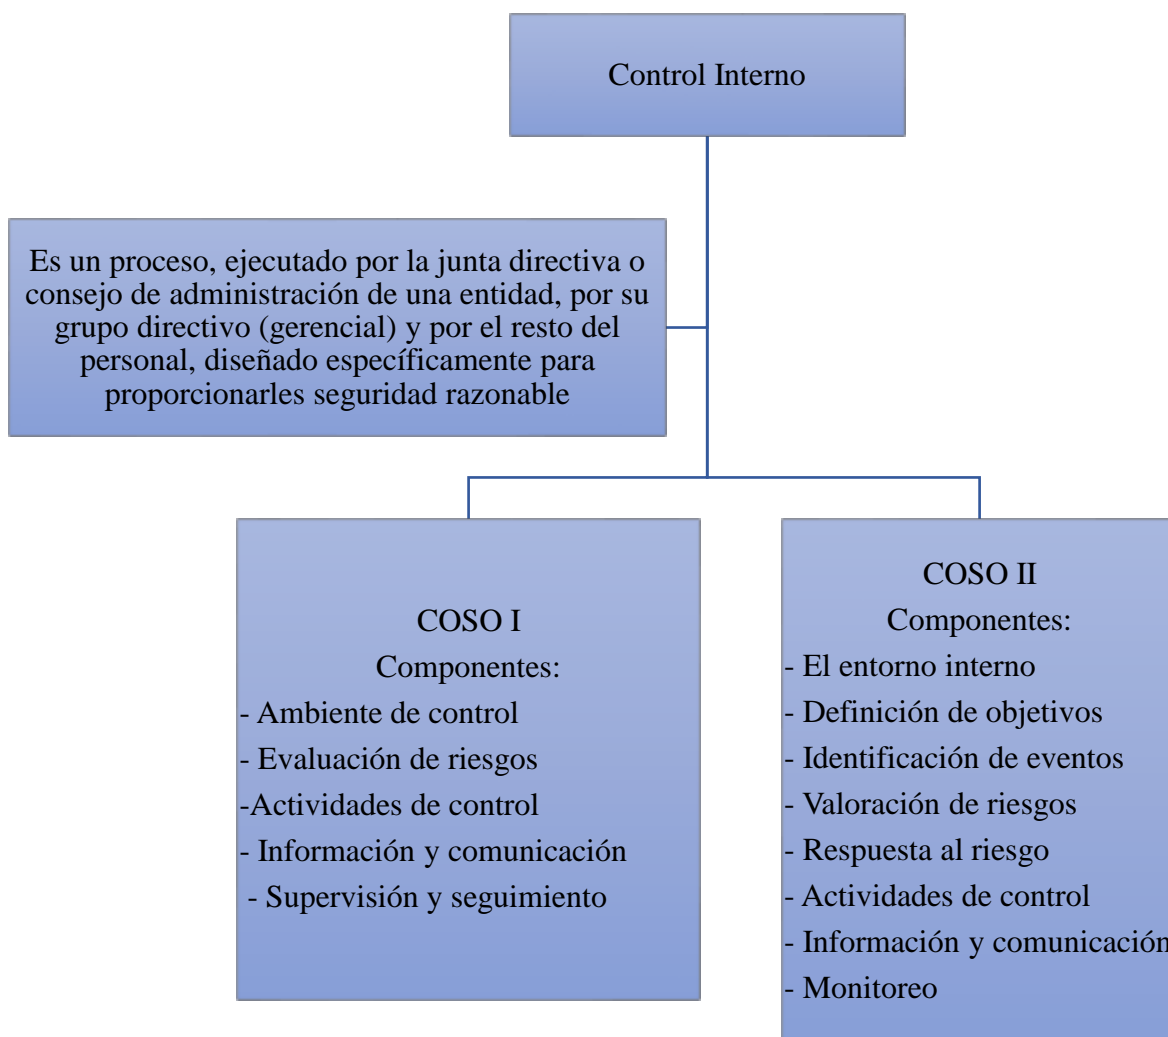 Control Interno
Es un proceso, ejecutado por la junta directiva o
consejo de administración de una entidad, por su
grupo directivo (gerencial) y por el resto del
personal, diseñado específicamente para
proporcionarles seguridad razonable
COSO I
Componentes:
- Ambiente de control
- Evaluación de riesgos
-Actividades de control
- Información y comunicación
- Supervisión y seguimiento
COSO II
Componentes:
- El entorno interno
- Definición de objetivos
- Identificación de eventos
- Valoración de riesgos
- Respuesta al riesgo
- Actividades de control
- Información y comunicación
- Monitoreo